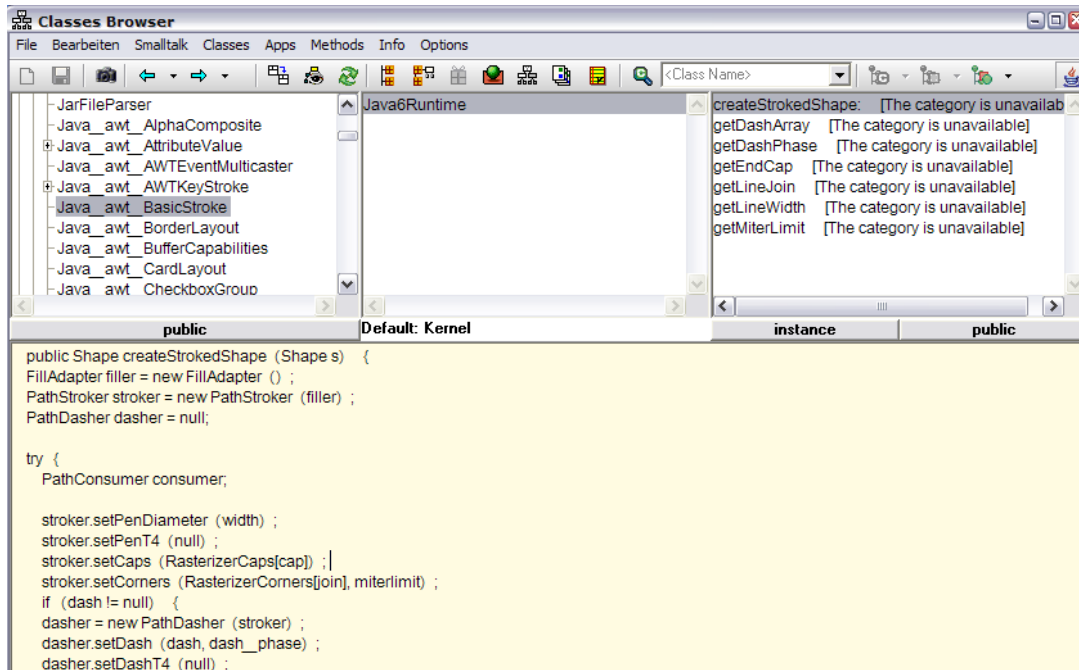 Classes Browser
File Bearbeiten Smalltalk Classes Apps Methods Info Options
<Class Name>
JarFileParser
Java__awt__AlphaComposite
Java__awt__AttributeValue
Java__awt__AWTEventMulticaster
Java__awt__AWTKeyStroke
Java__awt__BasicStroke
Java__awt__BorderLayout
Java__awt__BufferCapabilities
Java__awt__CardLayout
Java__awt__CheckboxGroup
public
Java6Runtime
Default: Kernel
createStrokedShape: [The category is unavailab
getDashArray [The category is unavailable]
getDashPhase [The category is unavailable]
getEndCap [The category is unavailable]
getLineJoin [The category is unavailable]
getLineWidth [The category is unavailable]
getMiterLimit [The category is unavailable]
instance public
public Shape createStrokedShape (Shape s) {
FillAdapter filler = new FillAdapter () ;
PathStroker stroker = new PathStroker (filler) ;
PathDasher dasher = null;
try {
PathConsumer consumer;
stroker.setPenDiameter (width) ;
stroker.setPenT4 (null) ;
stroker.setCaps (RasterizerCaps[cap]) ;
stroker.setCorners (RasterizerCorners[join], miterlimit) ;
if (dash != null) {
dasher = new PathDasher (stroker) ;
dasher.setDash (dash, dash__phase) ;
dasher.setDashT4 (null) ;